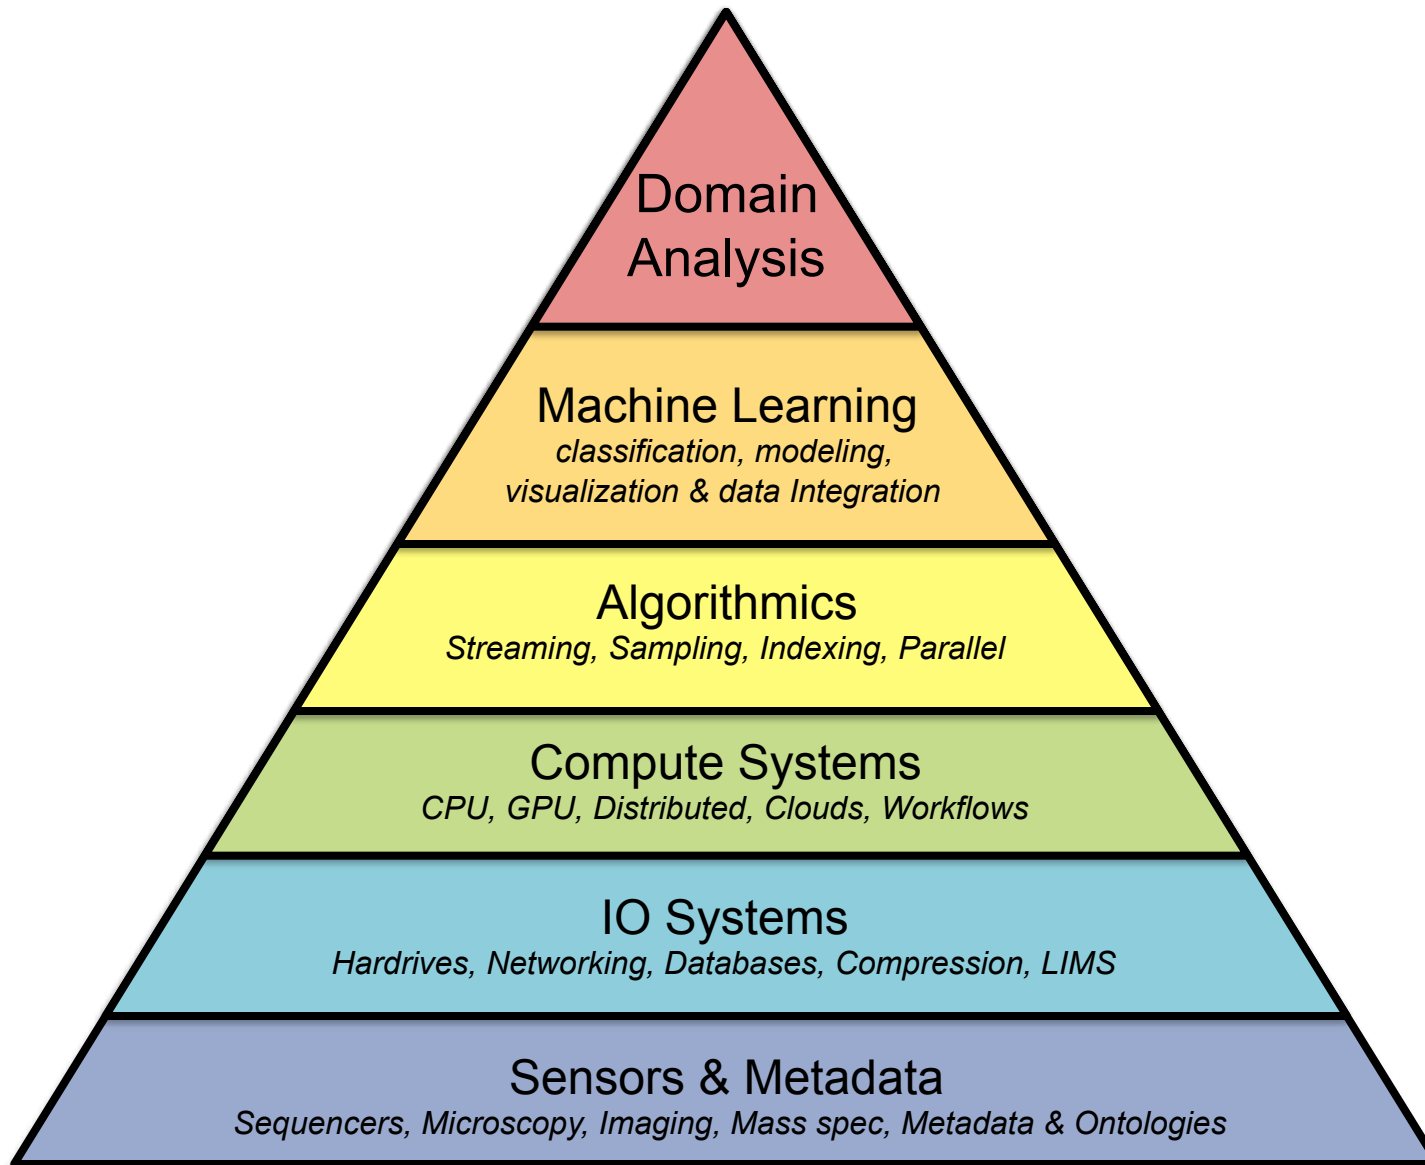 Domain
Analysis
Machine Learning
classification, modeling,
visualization & data Integration
Algorithmics
Streaming, Sampling, Indexing, Parallel
Compute Systems
CPU, GPU, Distributed, Clouds, Workflows
IO Systems
Hardrives, Networking, Databases, Compression, LIMS
Sensors & Metadata
Sequencers, Microscopy, Imaging, Mass spec, Metadata & Ontologies